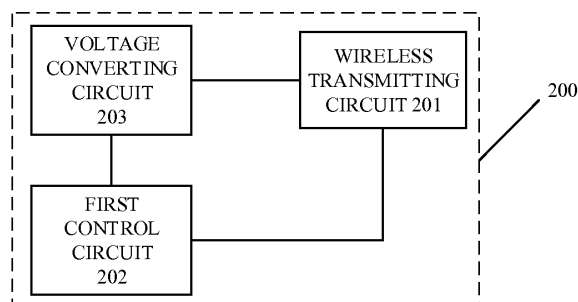 VOLTAGE
CONVERTING
CIRCUIT
203
WIRELESS
TRANSMITTING
CIRCUIT 201
200
FIRST
CONTROL
CIRCUIT
202